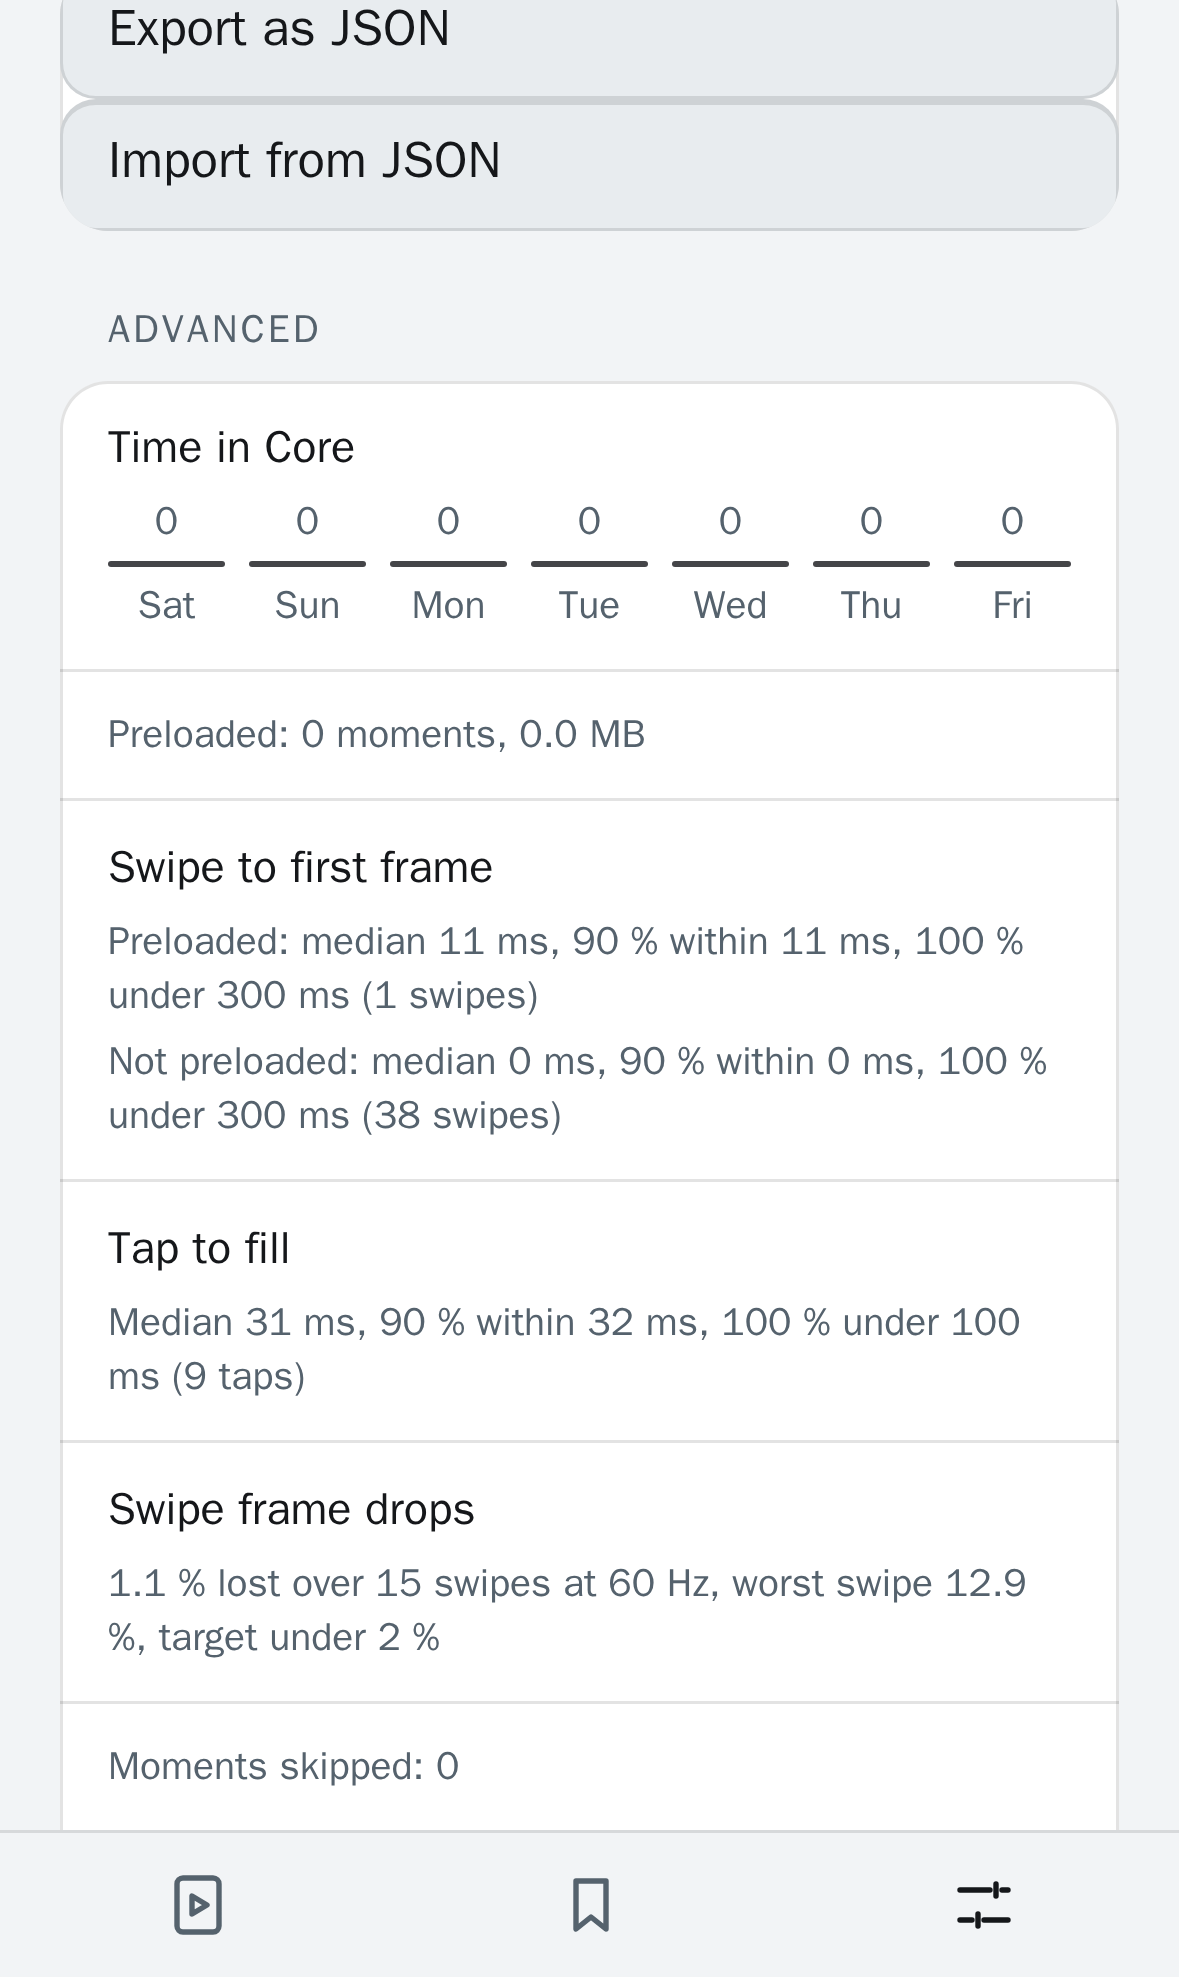 Export as JSON
Import from JSON
ADVANCED
Time in Core
0 0 0 0 0 0 0
Sat Sun Mon Tue Wed Thu Fri
Preloaded: 0 moments, 0.0 MB
Swipe to first frame
Preloaded: median 11 ms, 90 % within 11 ms, 100 %
under 300 ms (1 swipes)
Not preloaded: median 0 ms, 90 % within 0 ms, 100 %
under 300 ms (38 swipes)
Tap to fill
Median 31 ms, 90 % within 32 ms, 100 % under 100
ms (9 taps)
Swipe frame drops
1.1 % lost over 15 swipes at 60 Hz, worst swipe 12.9
%, target under 2 %
Moments skipped: 0